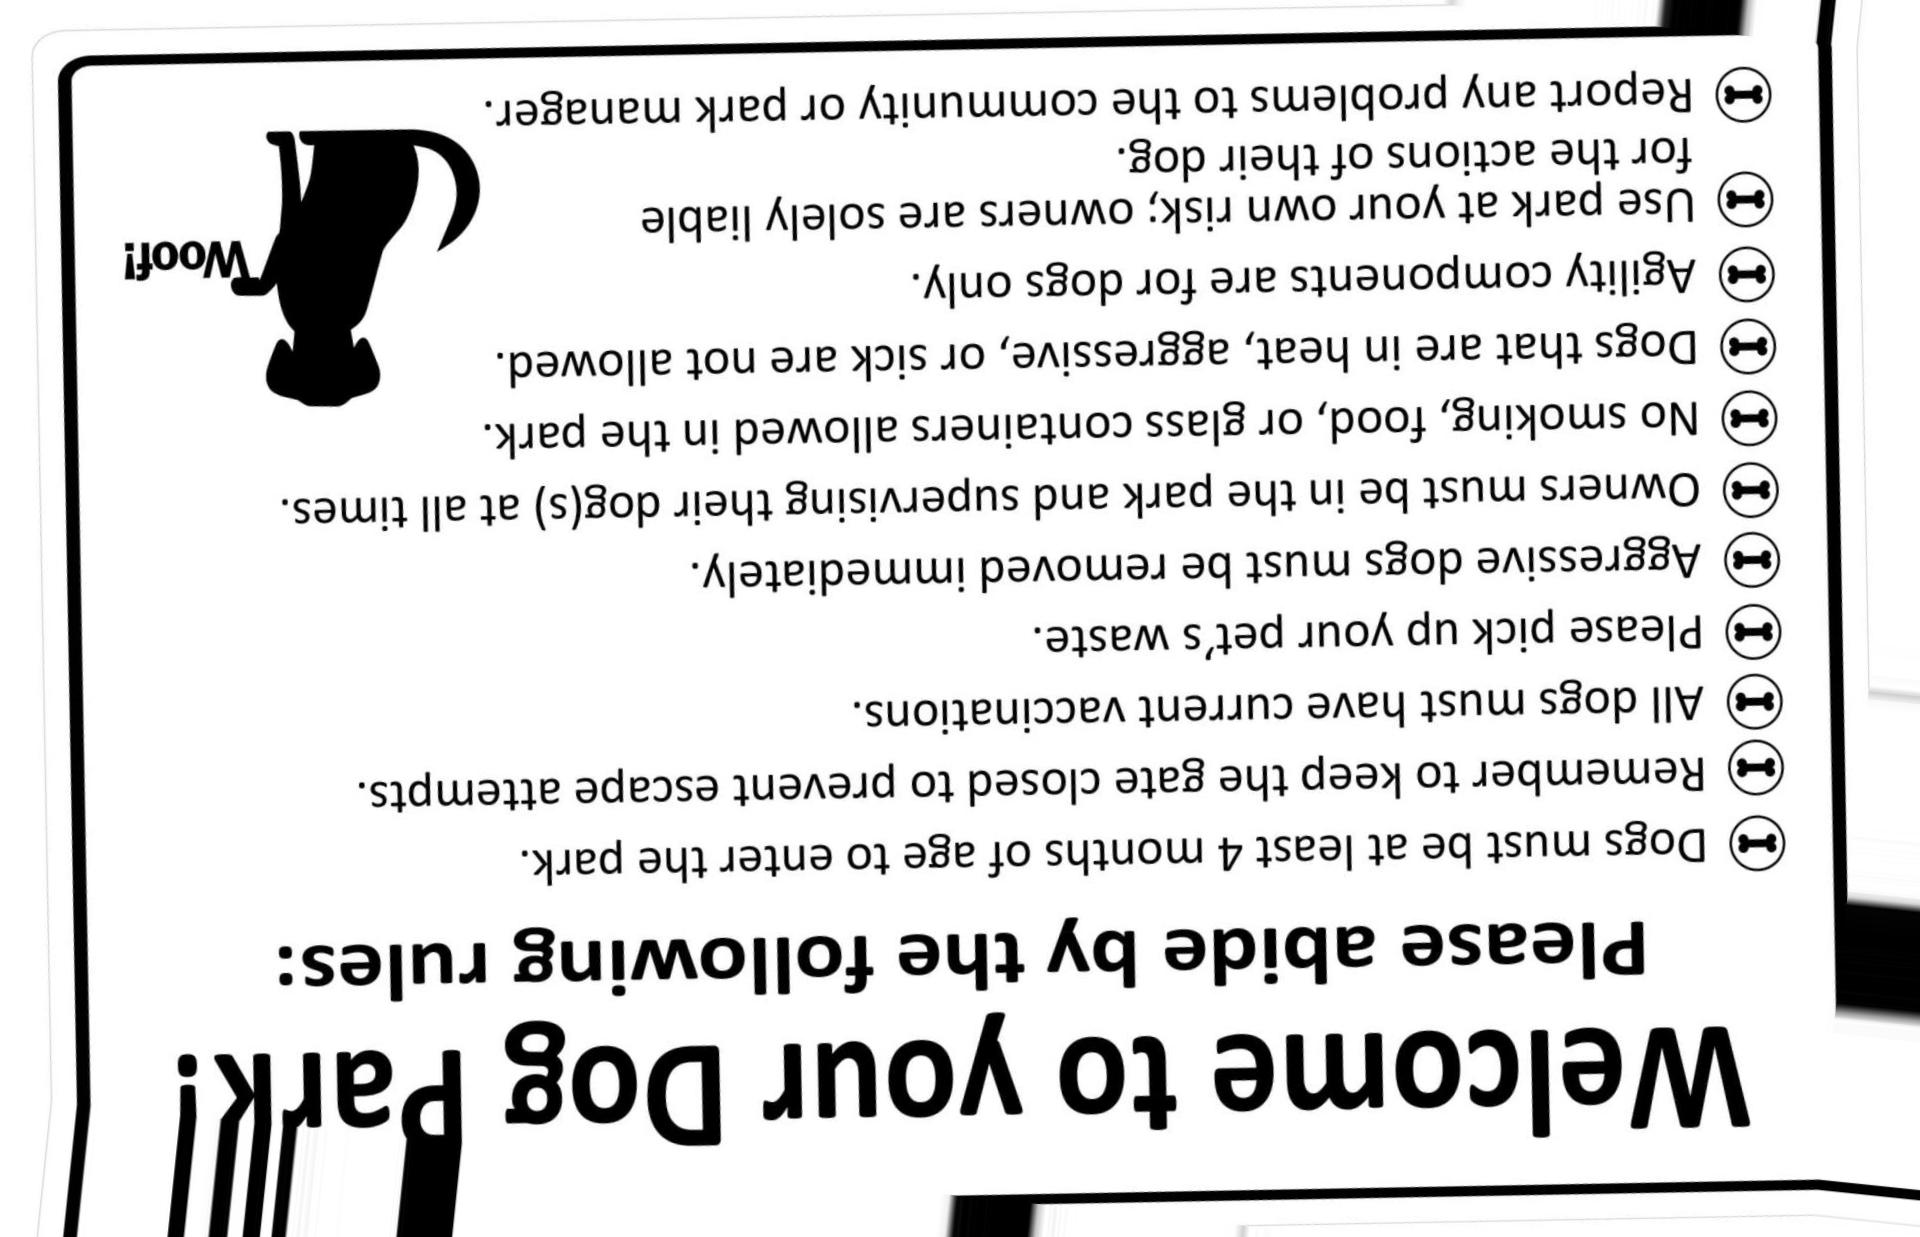 Welcome to your Dog Park!
Please abide by the following rules:
Dogs must be at least 4 months of age to enter the park.
Remember to keep the gate closed to prevent escape attempts.
All dogs must have current vaccinations.
Please pick up your pet's waste.
Aggressive dogs must be removed immediately.
Owners must be in the park and supervising their dog(s) at all times.
No smoking, food, or glass containers allowed in the park.
Dogs that are in heat, aggressive, or sick are not allowed.
Agility components are for dogs only.
Use park at your own risk; owners are solely liable
for the actions of their dog.
Report any problems to the community or park manager.
Woof!